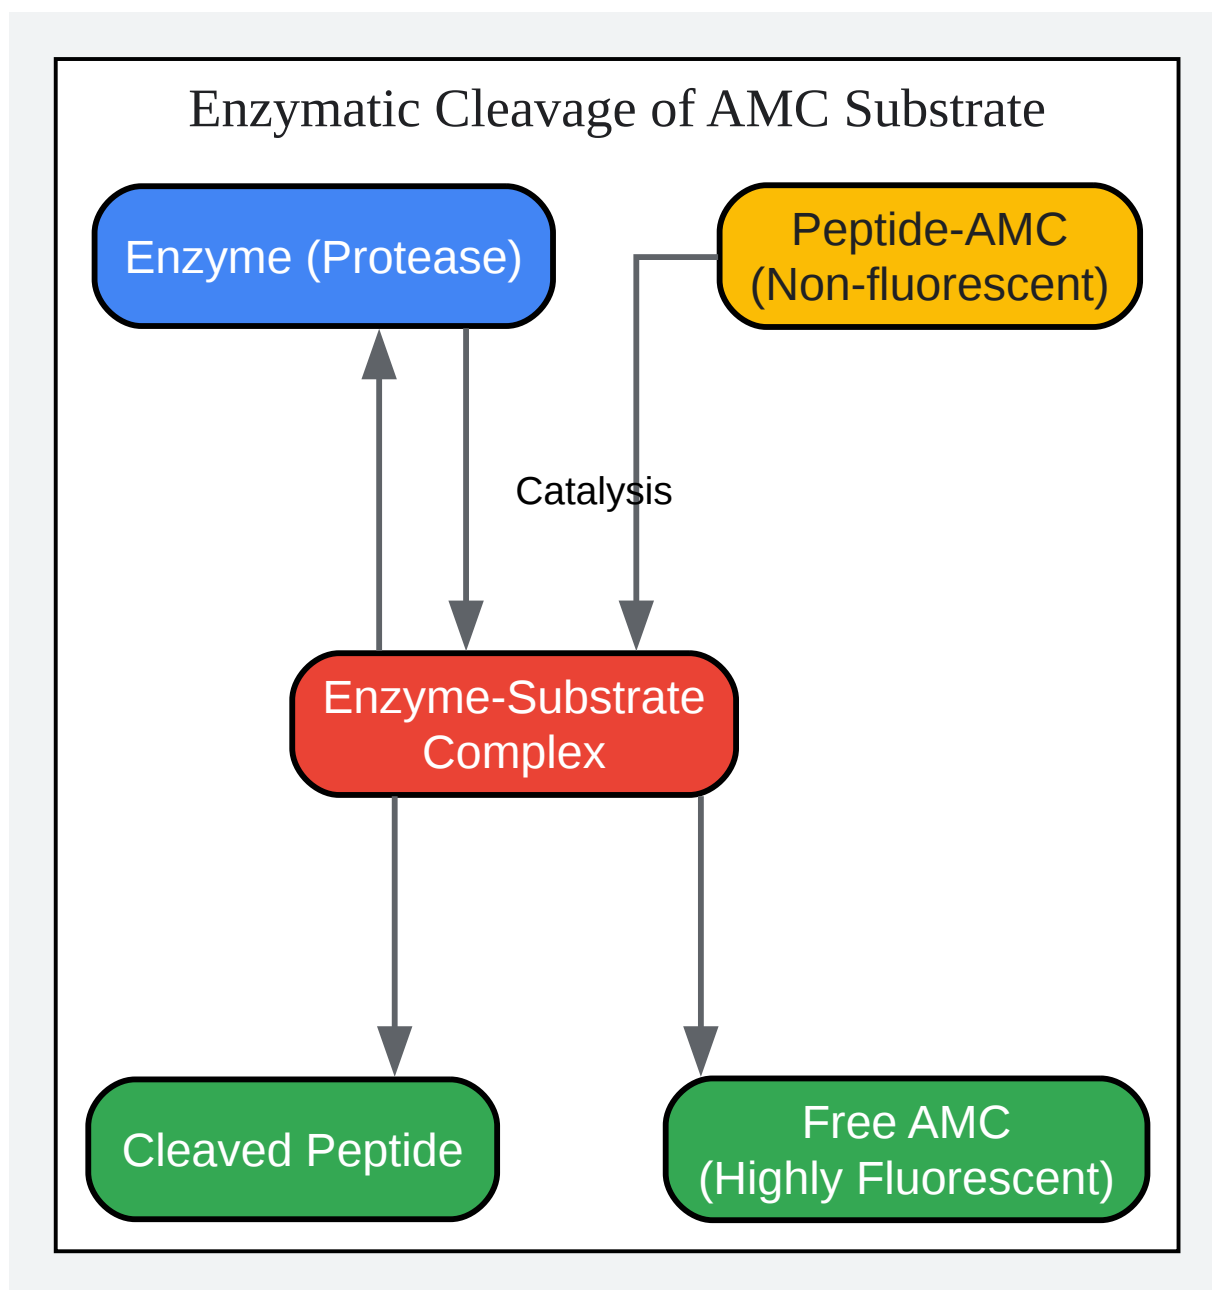 Enzymatic Cleavage of AMC Substrate
Enzyme (Protease)
Peptide-AMC
(Non-fluorescent)
Catalysis
Enzyme-Substrate
Complex
Cleaved Peptide
Free AMC
(Highly Fluorescent)